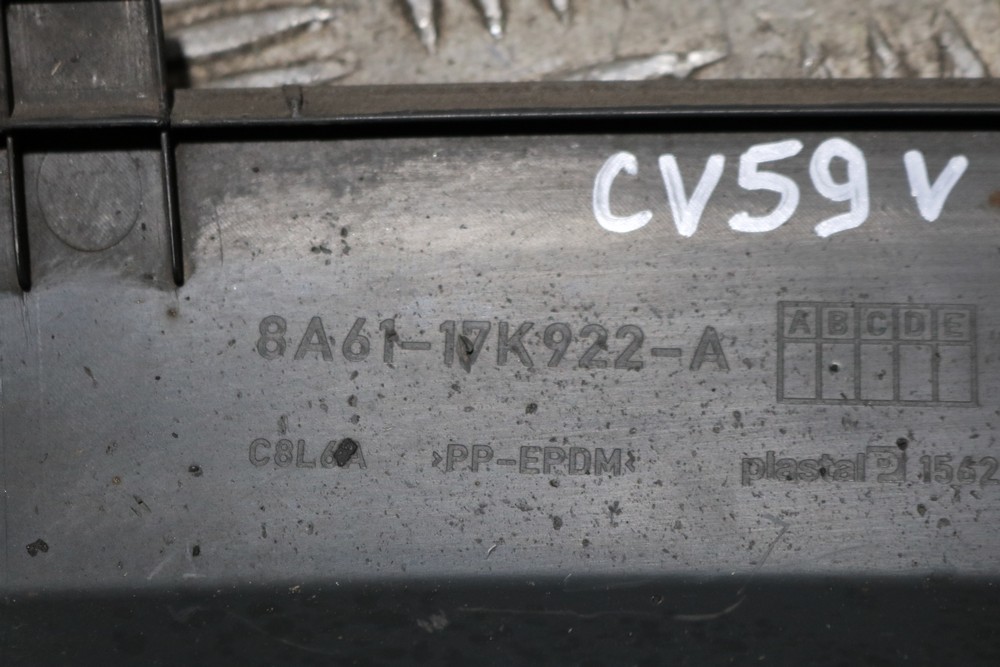 CV59 V
8A61-17K922-A
A B C D E
C8L6A >PP-EPDM<
plastal P 1562